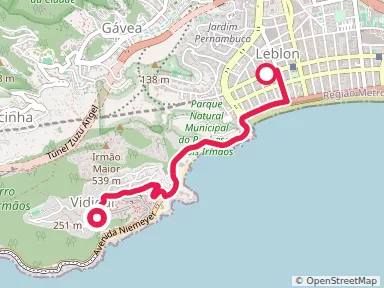 Gávea
Jardim
Pernambuco
Leblon
38 m
138 m
cinha
Túnel Zuzu Angel
Parque
Natural
Municipal
Região Metro
Irmão
Maior
539 m
Irmãos
Vidigal
251 m
Avenida Niemeyer
© OpenStreetMap